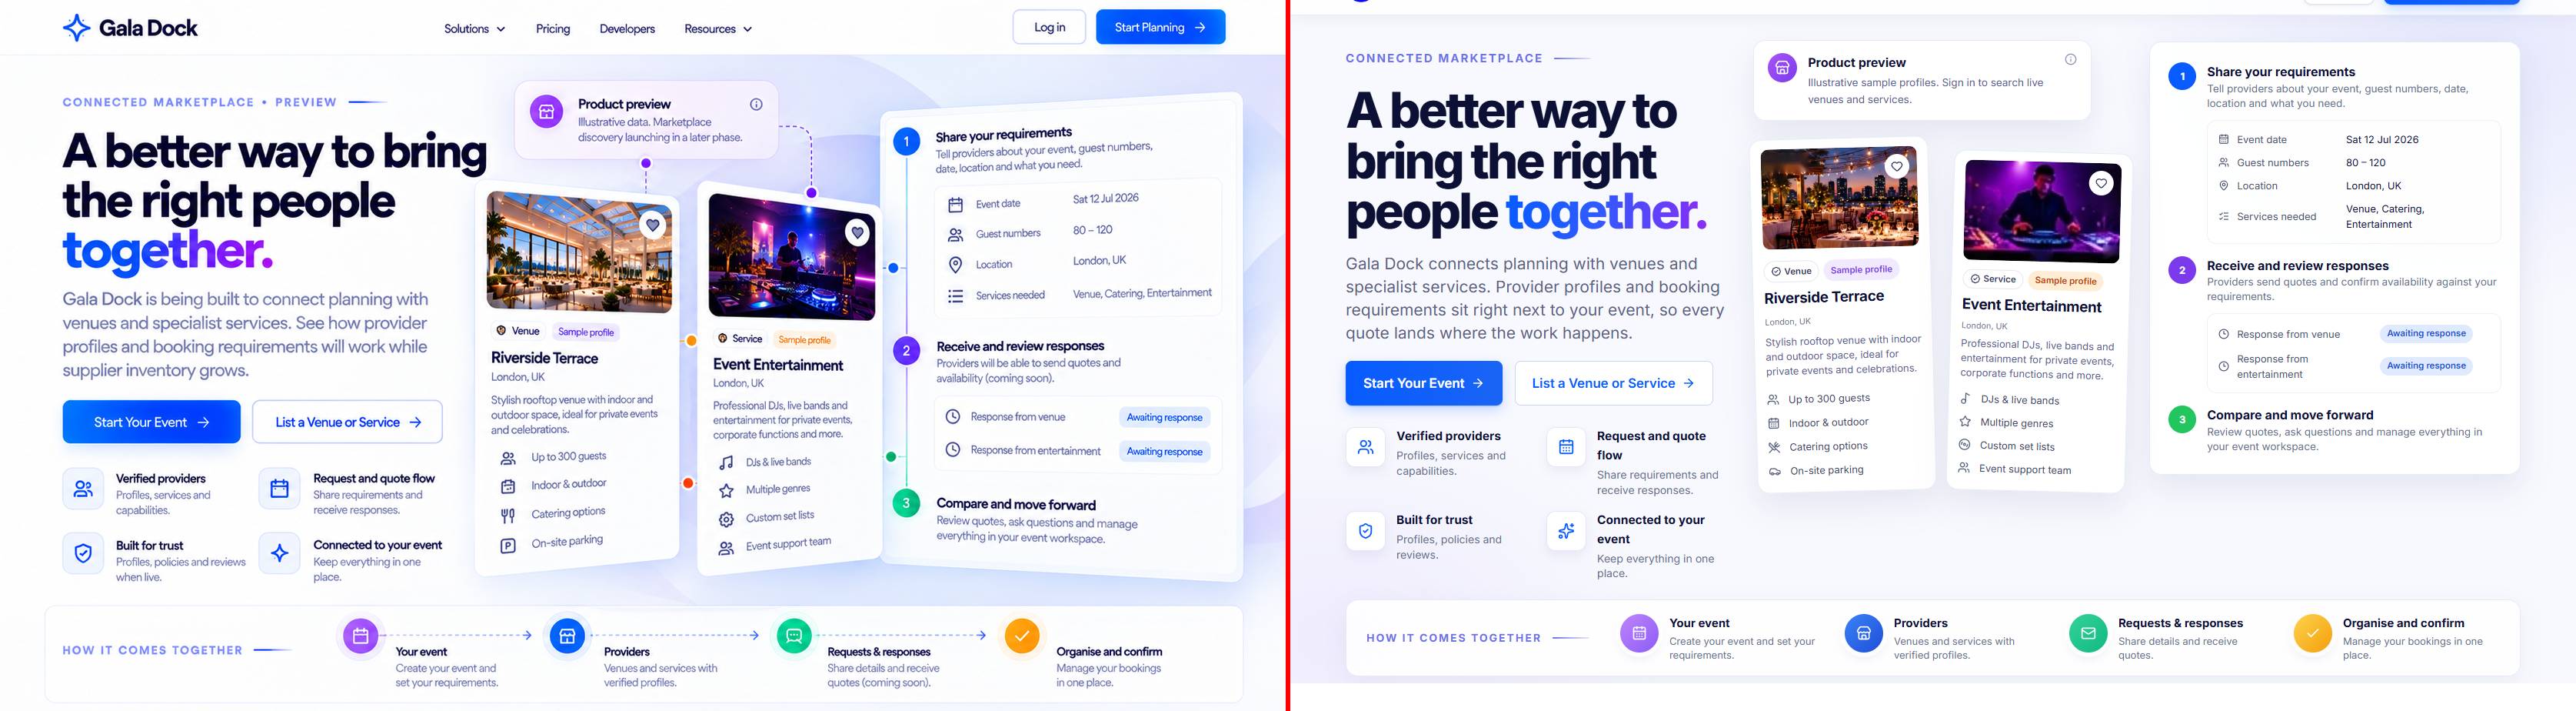 Gala Dock
Solutions
Pricing
Developers
Resources
Log in
Start Planning
CONNECTED MARKETPLACE • PREVIEW
A better way to bring
the right people
together.
Gala Dock is being built to connect planning with
venues and specialist services. See how provider
profiles and booking requirements will work while
supplier inventory grows.
Start Your Event
List a Venue or Service
Verified providers
Profiles, services and
capabilities.
Request and quote flow
Share requirements and
receive responses.
Built for trust
Profiles, policies and reviews
when live.
Connected to your event
Keep everything in one
place.
Product preview
Illustrative data. Marketplace
discovery launching in a later phase.
Venue
Sample profile
Riverside Terrace
London, UK
Stylish rooftop venue with indoor and
outdoor space, ideal for private events
and celebrations.
Up to 300 guests
Indoor & outdoor
Catering options
P
On-site parking
Service
Sample profile
Event Entertainment
London, UK
Professional DJs, live bands and
entertainment for private events,
corporate functions and more.
DJs & live bands
Multiple genres
Custom set lists
Event support team
1
Share your requirements
Tell providers about your event, guest numbers,
date, location and what you need.
Event date
Sat 12 Jul 2026
Guest numbers
80 – 120
Location
London, UK
Services needed
Venue, Catering, Entertainment
2
Receive and review responses
Providers will be able to send quotes and
availability (coming soon).
Response from venue
Awaiting response
Response from entertainment
Awaiting response
3
Compare and move forward
Review quotes, ask questions and manage
everything in your event workspace.
HOW IT COMES TOGETHER
Your event
Create your event and
set your requirements.
Providers
Venues and services with
verified profiles.
Requests & responses
Share details and receive
quotes (coming soon).
Organise and confirm
Manage your bookings
in one place.
CONNECTED MARKETPLACE
A better way to
bring the right
people together.
Gala Dock connects planning with venues and
specialist services. Provider profiles and booking
requirements sit right next to your event, so every
quote lands where the work happens.
Start Your Event
List a Venue or Service
Verified providers
Profiles, services and
capabilities.
Request and quote
flow
Share requirements and
receive responses.
Built for trust
Profiles, policies and
reviews.
Connected to your
event
Keep everything in one
place.
Product preview
Illustrative sample profiles. Sign in to search live
venues and services.
Venue
Sample profile
Riverside Terrace
London, UK
Stylish rooftop venue with indoor
and outdoor space, ideal for
private events and celebrations.
Up to 300 guests
Indoor & outdoor
Catering options
On-site parking
Service
Sample profile
Event Entertainment
London, UK
Professional DJs, live bands and
entertainment for private events,
corporate functions and more.
DJs & live bands
Multiple genres
Custom set lists
Event support team
1
Share your requirements
Tell providers about your event, guest numbers, date,
location and what you need.
Event date
Sat 12 Jul 2026
Guest numbers
80 – 120
Location
London, UK
Services needed
Venue, Catering,
Entertainment
2
Receive and review responses
Providers send quotes and confirm availability against your
requirements.
Response from venue
Awaiting response
Response from
entertainment
Awaiting response
3
Compare and move forward
Review quotes, ask questions and manage everything in
your event workspace.
HOW IT COMES TOGETHER
Your event
Create your event and set your
requirements.
Providers
Venues and services with
verified profiles.
Requests & responses
Share details and receive
quotes.
Organise and confirm
Manage your bookings in one
place.